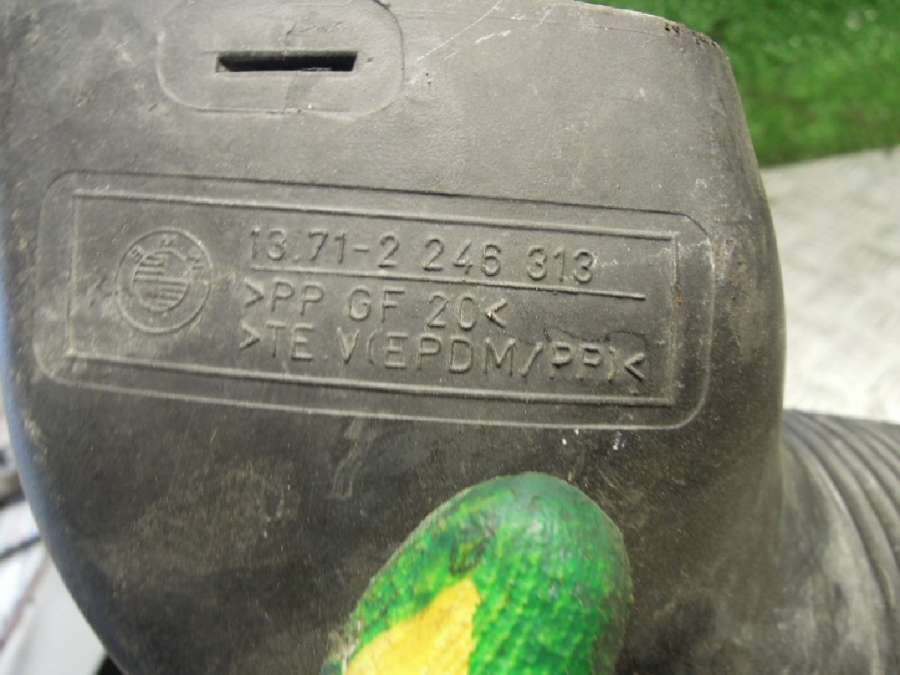 13.71-2 246 313
>PP GF 20<
>TE V(EPDM/PP)<